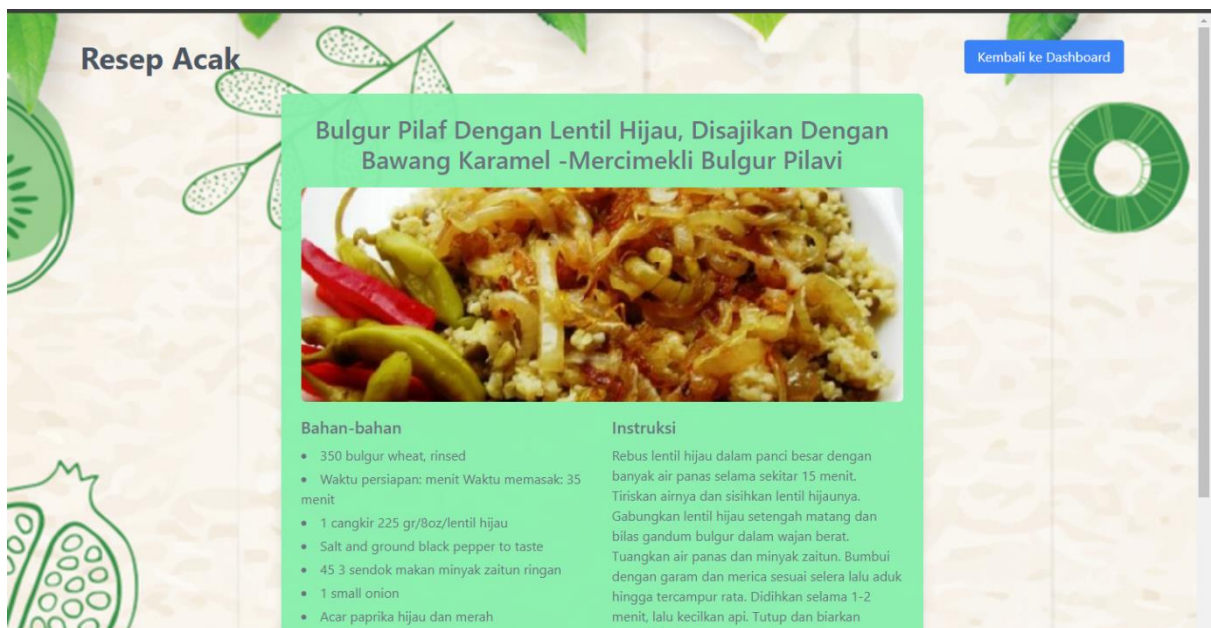 Resep Acak
Kembali ke Dashboard
Bulgur Pilaf Dengan Lentil Hijau, Disajikan Dengan
Bawang Karamel -Mercimekli Bulgur Pilavi
Bahan-bahan
• 350 bulgur wheat, rinsed
• Waktu persiapan: menit Waktu memasak: 35
menit
• 1 cangkir 225 gr/8oz/lentil hijau
• Salt and ground black pepper to taste
• 45 3 sendok makan minyak zaitun ringan
• 1 small onion
• Acar paprika hijau dan merah
Instruksi
Rebus lentil hijau dalam panci besar dengan
banyak air panas selama sekitar 15 menit.
Tiriskan airnya dan sisihkan lentil hijaunya.
Gabungkan lentil hijau setengah matang dan
bilas gandum bulgur dalam wajan berat.
Tuangkan air panas dan minyak zaitun. Bumbui
dengan garam dan merica sesuai selera lalu aduk
hingga tercampur rata. Didihkan selama 1-2
menit, lalu kecilkan api. Tutup dan biarkan